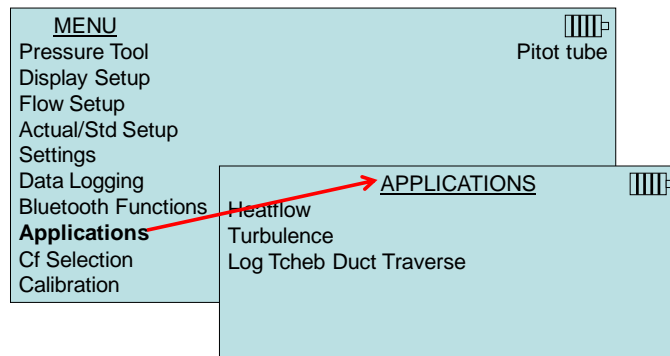 MENU
Pressure Tool
Pitot tube
Display Setup
Flow Setup
Actual/Std Setup
Settings
Data Logging
Bluetooth Functions
Applications
Cf Selection
Calibration
APPLICATIONS
Heatflow
Turbulence
Log Tcheb Duct Traverse